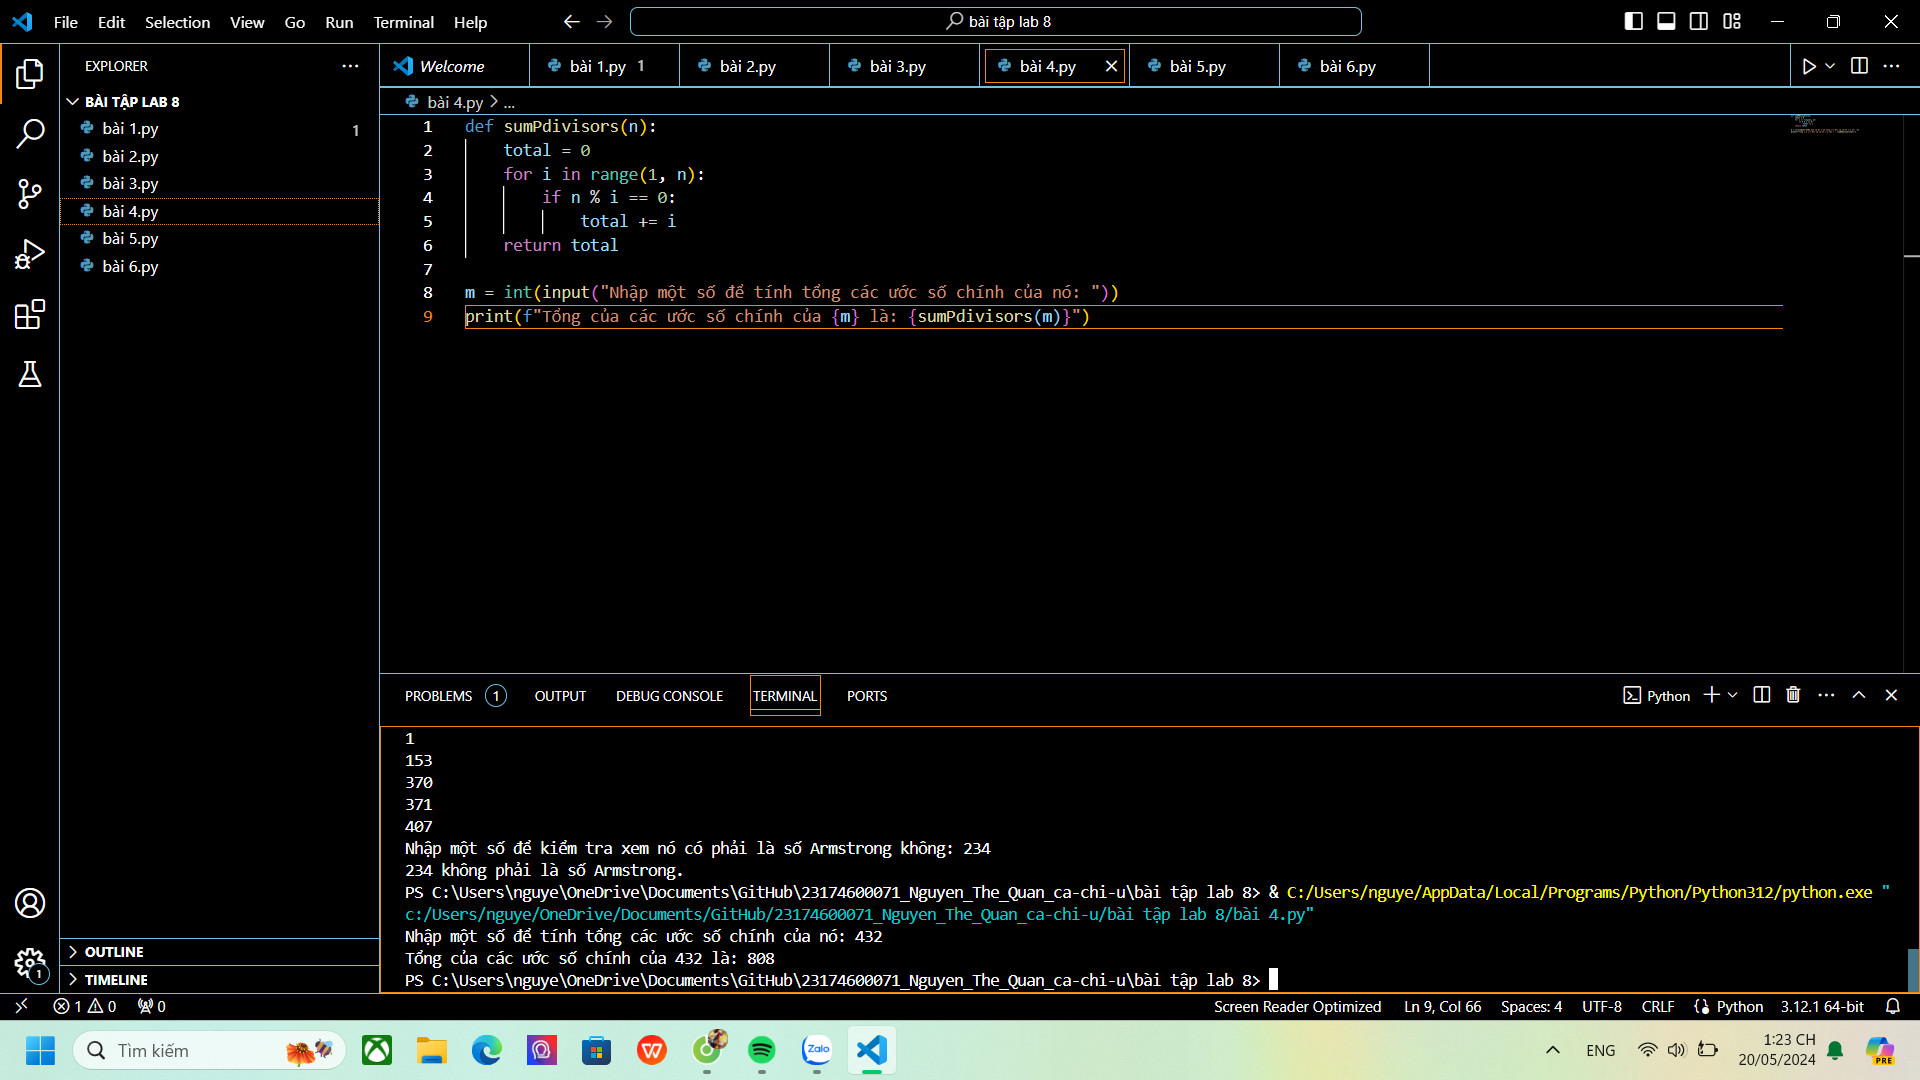 File Edit Selection View Go Run Terminal Help
bài tập lab 8
EXPLORER
BÀI TẬP LAB 8
bài 1.py 1
bài 2.py
bài 3.py
bài 4.py
bài 5.py
bài 6.py
OUTLINE
TIMELINE
Welcome bài 1.py 1 bài 2.py bài 3.py bài 4.py bài 5.py bài 6.py
bài 4.py > ...
1 def sumPdivisors(n):
2 total = 0
3 for i in range(1, n):
4 if n % i == 0:
5 total += i
6 return total
7
8 m = int(input("Nhập một số để tính tổng các ước số chính của nó: "))
9 print(f"Tổng của các ước số chính của {m} là: {sumPdivisors(m)}")
PROBLEMS 1 OUTPUT DEBUG CONSOLE TERMINAL PORTS
Python
1
153
370
371
407
Nhập một số để kiểm tra xem nó có phải là số Armstrong không: 234
234 không phải là số Armstrong.
PS C:\Users\nguye\OneDrive\Documents\GitHub\23174600071_Nguyen_The_Quan_ca-chi-u\bài tập lab 8> & C:/Users/nguye/AppData/Local/Programs/Python/Python312/python.exe "
c:/Users/nguye/OneDrive/Documents/GitHub/23174600071_Nguyen_The_Quan_ca-chi-u/bài tập lab 8/bài 4.py"
Nhập một số để tính tổng các ước số chính của nó: 432
Tổng của các ước số chính của 432 là: 808
PS C:\Users\nguye\OneDrive\Documents\GitHub\23174600071_Nguyen_The_Quan_ca-chi-u\bài tập lab 8>
1
1 0 0
Screen Reader Optimized Ln 9, Col 66 Spaces: 4 UTF-8 CRLF Python 3.12.1 64-bit
Tìm kiếm
Zalo
ENG
1:23 CH
20/05/2024
PRE